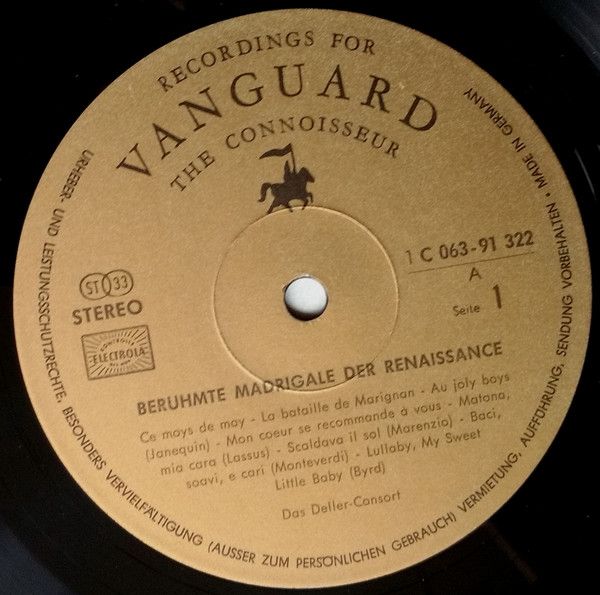 RECORDINGS FOR
VANGUARD
THE CONNOISSEUR
1 C 063-91 322
A
Seite 1
ST 33
STEREO
ELECTROLA
BERÜHMTE MADRIGALE DER RENAISSANCE
Ce moys de moy - La bataille de Marignan - Au joly boys
(Janequin) - Mon coeur se recommande à vous - Matona,
mia cara (Lassus) - Scaldava il sol (Marenzio) - Baci,
soavi, e cari (Monteverdi) - Lullaby, My Sweet
Little Baby (Byrd)
Das Deller-Consort
URHEBER- UND LEISTUNGSSCHUTZRECHTE, BESONDERS VERVIELFÄLTIGUNG (AUSSER ZUM PERSÖNLICHEN GEBRAUCH) VERMIETUNG, AUFFÜHRUNG, SENDUNG VORBEHALTEN • MADE IN GERMANY